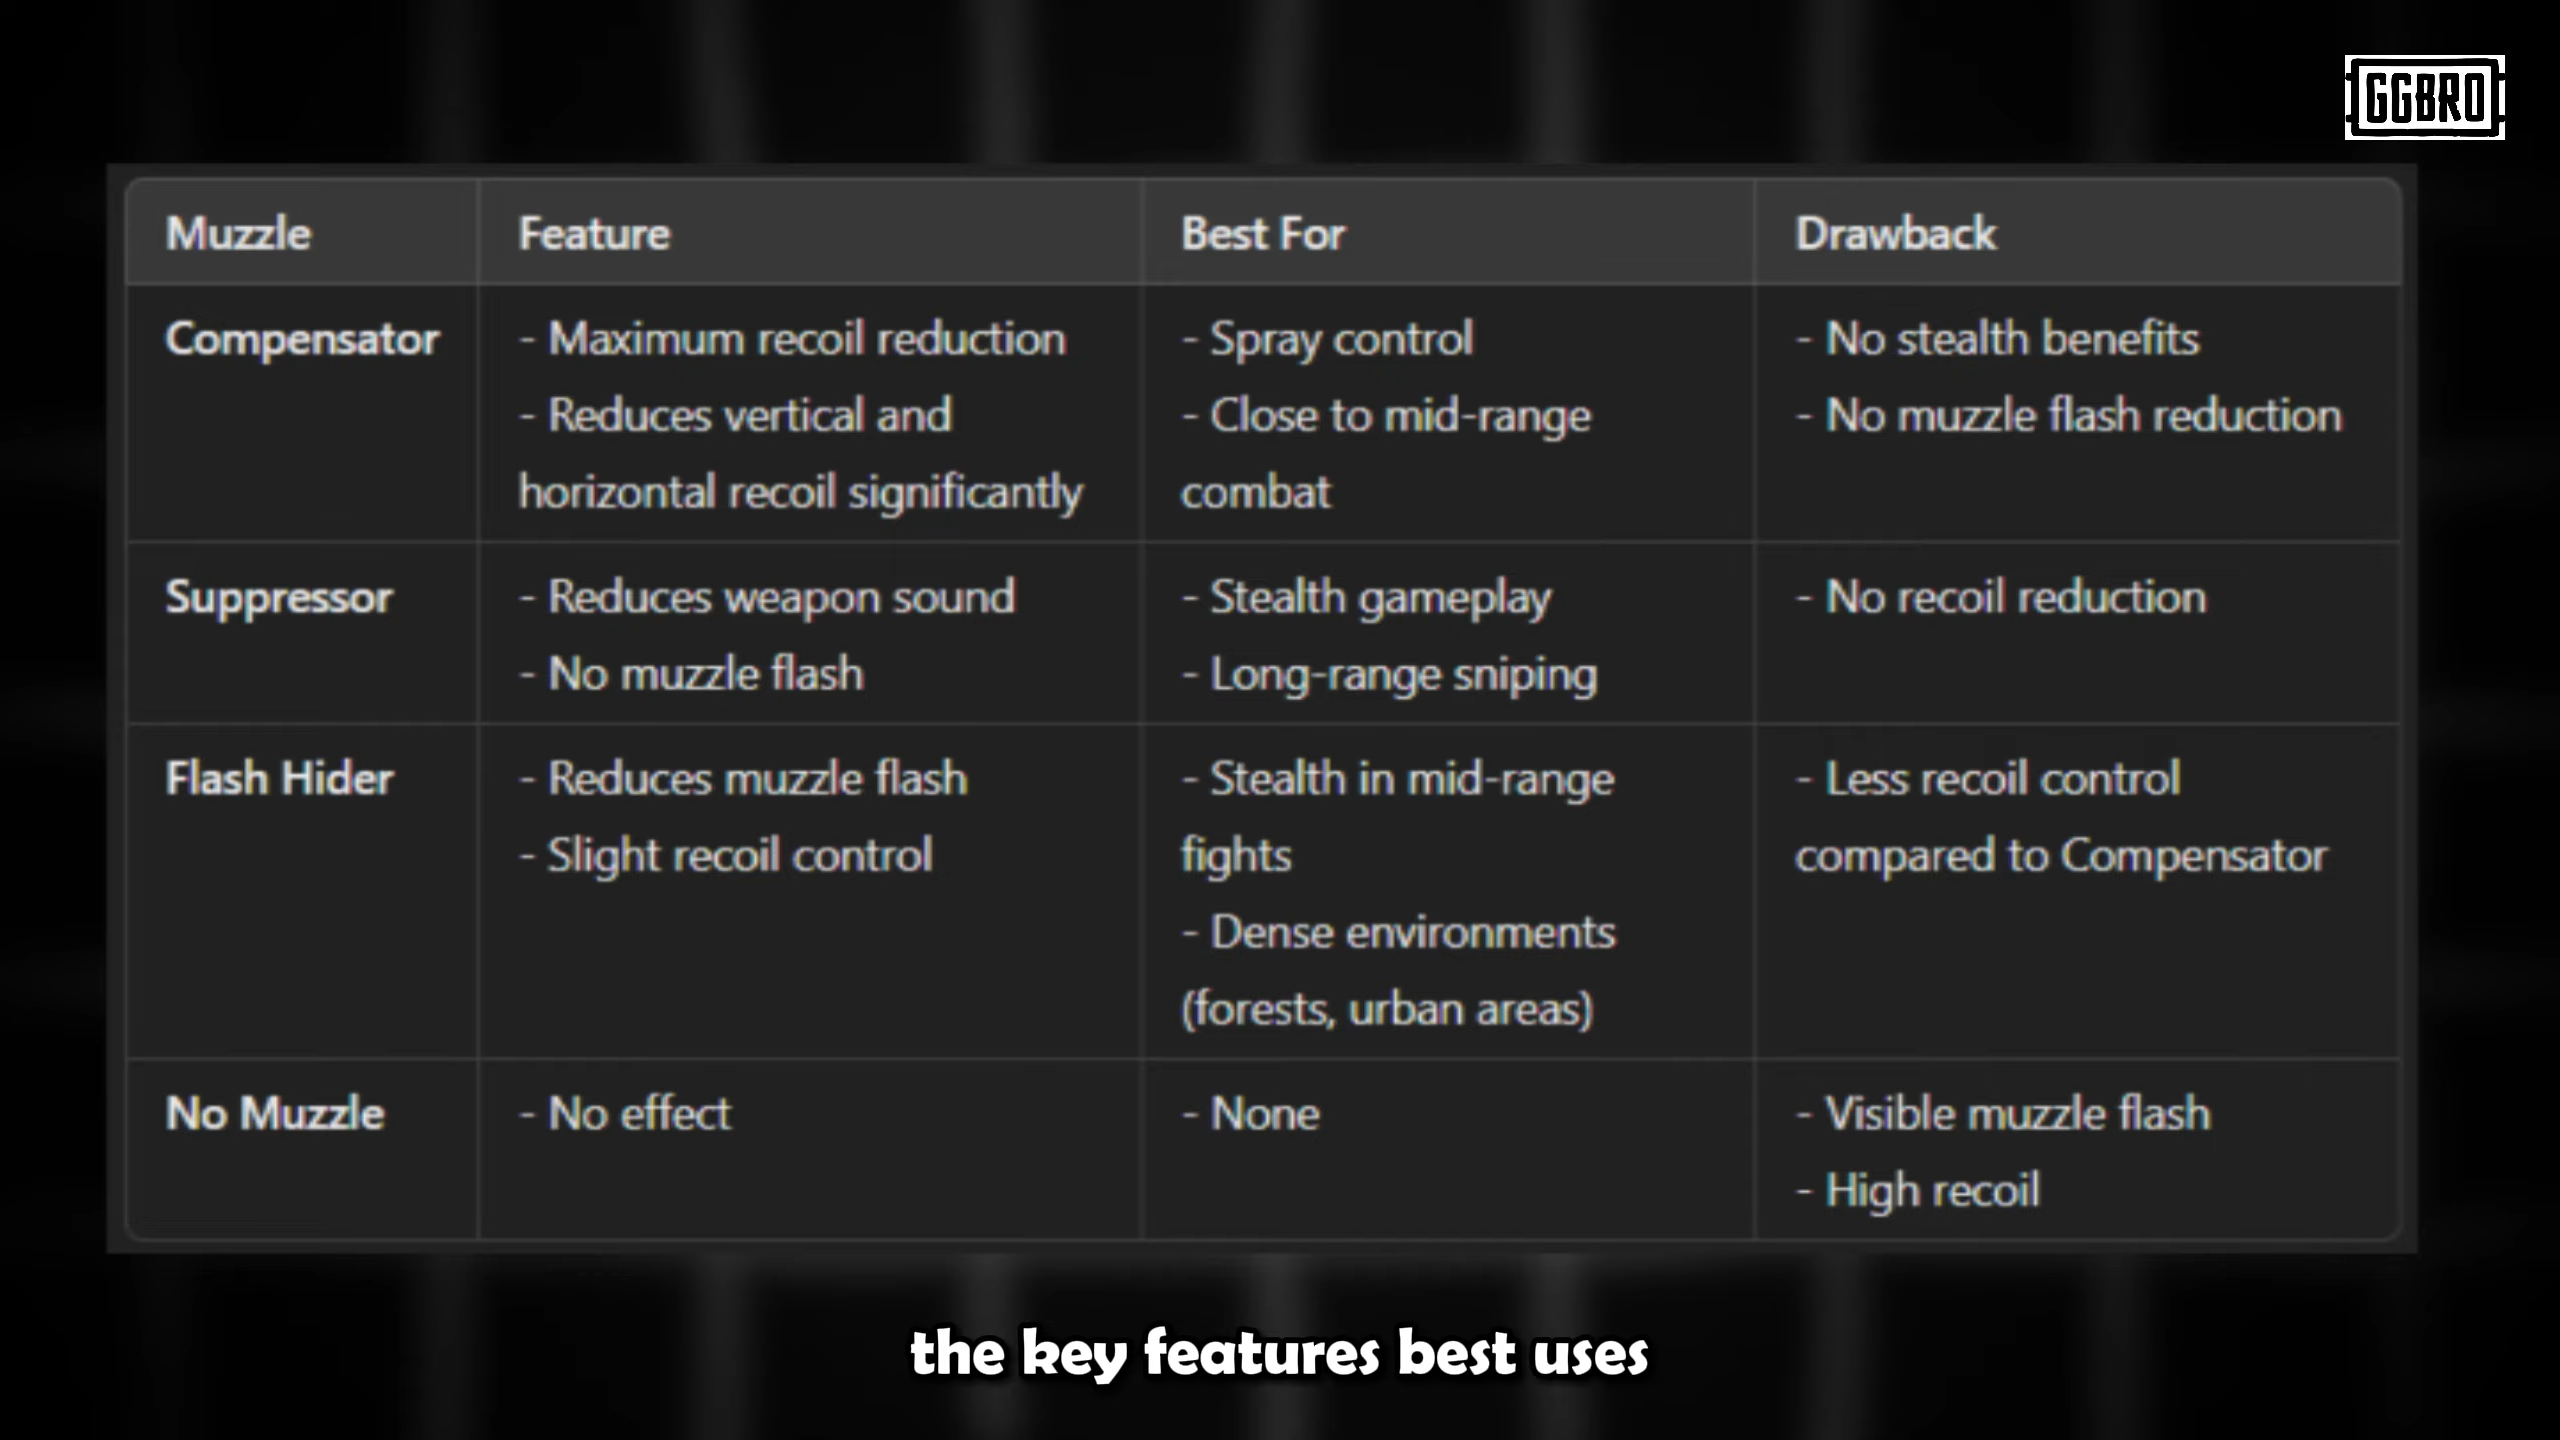 GGBRO
Muzzle Feature Best For Drawback
Compensator
- Maximum recoil reduction
- Reduces vertical and
horizontal recoil significantly
- Spray control
- Close to mid-range
combat
- No stealth benefits
- No muzzle flash reduction
Suppressor
- Reduces weapon sound
- No muzzle flash
- Stealth gameplay
- Long-range sniping
- No recoil reduction
Flash Hider
- Reduces muzzle flash
- Slight recoil control
- Stealth in mid-range
fights
- Dense environments
(forests, urban areas)
- Less recoil control
compared to Compensator
No Muzzle
- No effect
- None
- Visible muzzle flash
- High recoil
the key features best uses